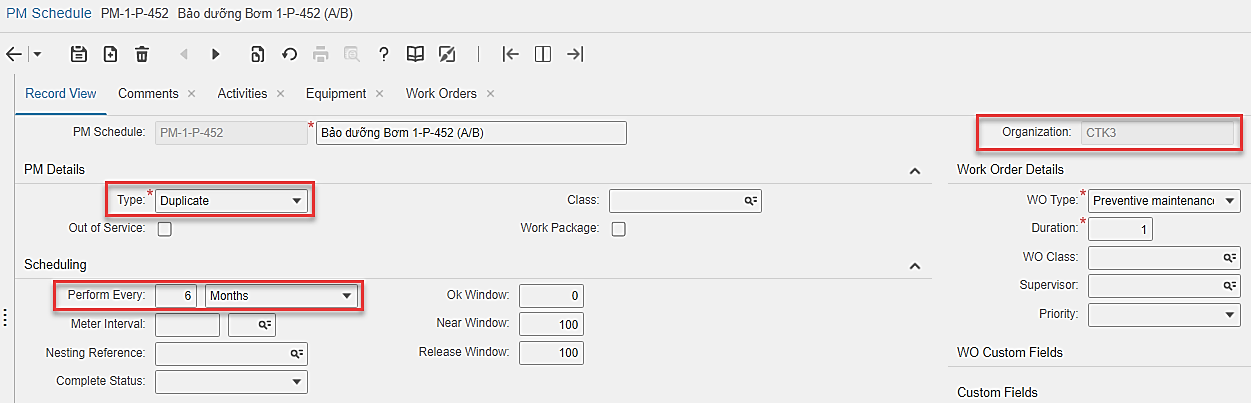 PM Schedule PM-1-P-452 Bảo dưỡng Bơm 1-P-452 (A/B)
Record View Comments × Activities × Equipment × Work Orders ×
PM Schedule: PM-1-P-452 * Bảo dưỡng Bơm 1-P-452 (A/B) Organization: CTK3
PM Details Work Order Details
Type: * Duplicate Class: WO Type: * Preventive maintenance
Out of Service: Work Package: Duration: * 1
Scheduling WO Class:
Perform Every: 6 Months Ok Window: 0 Supervisor:
Meter Interval: Near Window: 100 Priority:
Nesting Reference: Release Window: 100 WO Custom Fields
Complete Status:
Custom Fields